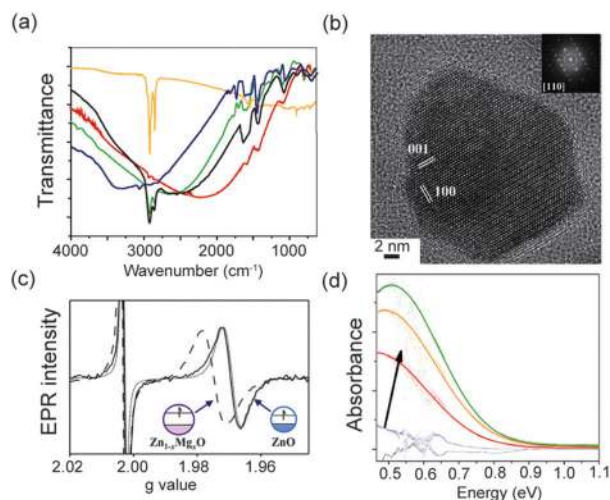 (a)
Transmittance
4000 3000 2000 1000
Wavenumber (cm⁻¹)
(b)
[110]
001
100
2 nm
(c)
EPR intensity
Zn₁₋ₓMgₓO
ZnO
2.02 2.00 1.98 1.96
g value
(d)
Absorbance
0.5 0.6 0.7 0.8 0.9 1.0 1.1
Energy (eV)